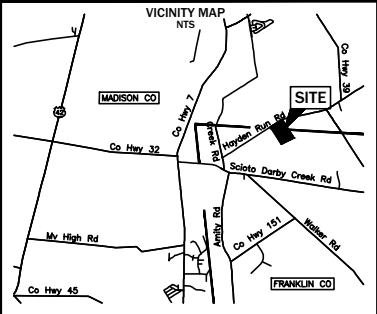 VICINITY MAP
NTS
Co Hwy 39
MADISON CO
Co Hwy 7
SITE
42
Creek Rd
Hayden Run Rd
Co Hwy 32
Scioto Darby Creek Rd
Amity Rd
Walker Rd
Mv High Rd
Co Hwy 151
FRANKLIN CO
Co Hwy 45